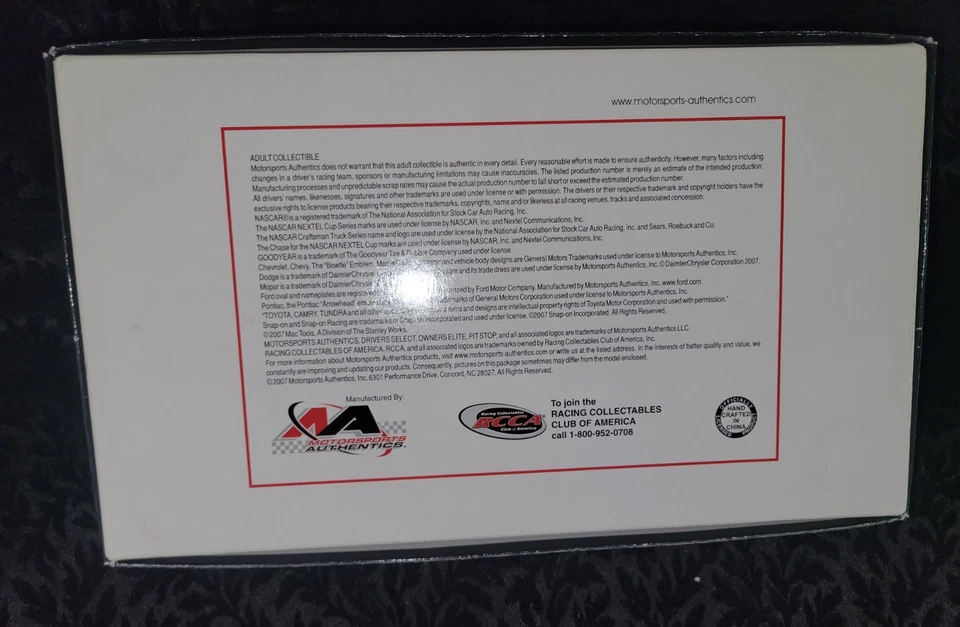 www.motorsports-authentics.com
ADULT COLLECTIBLE
Motorsports Authentics does not warrant that this adult collectible is authentic in every detail. Every reasonable effort is made to ensure authenticity. However, many factors including
changes in a driver's racing team, sponsors or manufacturing limitations may cause inaccuracies. The listed production number is merely an estimate of the intended production.
Manufacturing processes and unpredictable scrap rates may cause the actual production number to fall short or exceed the estimated production number.
All drivers' names, likenesses, signatures and other trademarks are used under license or with permission. The drivers or their respective trademark and copyright holders have the
exclusive rights to license products bearing their respective trademarks, copyrights, name and/or likeness at all racing venues, tracks and associated concession.
NASCAR® is a registered trademark of The National Association for Stock Car Auto Racing, Inc.
The NASCAR NEXTEL Cup Series marks are used under license by NASCAR, Inc. and Nextel Communications, Inc.
The NASCAR Craftsman Truck Series name and logo are used under license by the National Association for Stock Car Auto Racing, Inc. and Sears, Roebuck and Co.
The Chase for the NASCAR NEXTEL Cup marks are used under license by NASCAR, Inc. and Nextel Communications, Inc.
GOODYEAR is a trademark of The Goodyear Tire & Rubber Company used under license.
Chevrolet, Chevy, The "Bowtie" Emblem, and vehicle body designs are General Motors Trademarks used under license to Motorsports Authentics, Inc.
Dodge is a trademark of DaimlerChrysler and its trade dress are used under license by Motorsports Authentics, Inc. © DaimlerChrysler Corporation 2007.
Mopar is a trademark of DaimlerChrysler
Ford oval and nameplates are registered by Ford Motor Company. Manufactured by Motorsports Authentics, Inc. www.ford.com
Pontiac, the Pontiac "Arrowhead" of General Motors Corporation used under license to Motorsports Authentics, Inc.
"TOYOTA, CAMRY, TUNDRA and all other and designs are intellectual property rights of Toyota Motor Corporation and used with permission."
Snap-on and Snap-on Racing are trademarks of Snap-on Incorporated and used under license. ©2007 Snap-on Incorporated. All Rights Reserved.
©2007 Mac Tools, A Division of The Stanley Works.
MOTORSPORTS AUTHENTICS, DRIVERS SELECT, OWNERS ELITE, PIT STOP, and all associated logos are trademarks of Motorsports Authentics LLC.
RACING COLLECTABLES OF AMERICA, RCCA, and all associated logos are trademarks owned by Racing Collectables Club of America, Inc.
For more information about Motorsports Authentics products, visit www.motorsports-authentics.com or write us at the listed address. In the interests of better quality and value, we
constantly are improving and updating our products. Consequently, pictures on this package sometimes may differ from the model enclosed.
©2007 Motorsports Authentics, Inc. 6301 Performance Drive, Concord, NC 28027. All Rights Reserved.
Manufactured By:
MA
MOTORSPORTS
AUTHENTICS
Racing Collectables
RCCA
Club of America
To join the
RACING COLLECTABLES
CLUB OF AMERICA
call 1-800-952-0708
OFFICIALLY
HAND
CRAFTED
IN
CHINA
LICENSED PRODUCT